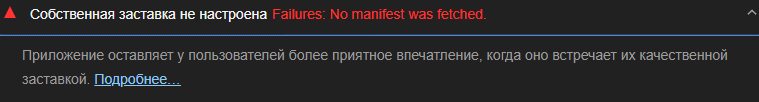 Собственная заставка не настроена Failures: No manifest was fetched.
Приложение оставляет у пользователей более приятное впечатление, когда оно встречает их качественной
заставкой. Подробнее…